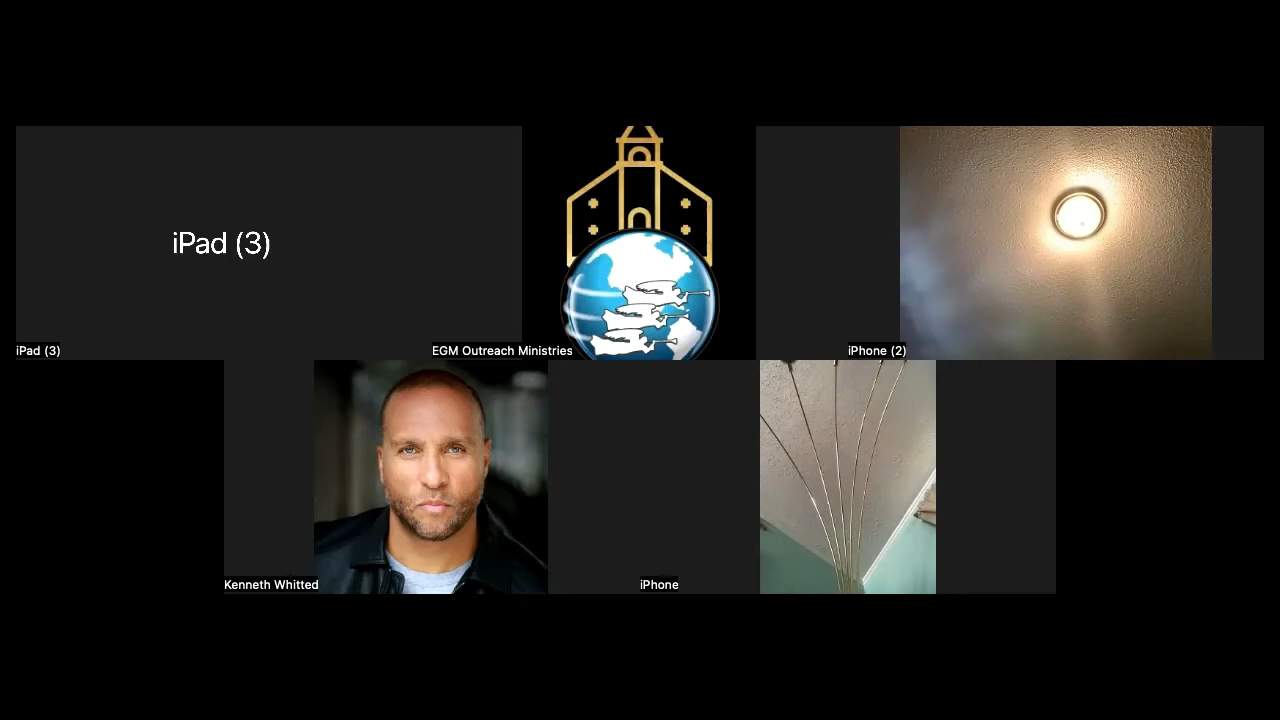 iPad (3)
iPad (3)
EGM Outreach Ministries
iPhone (2)
Kenneth Whitted
iPhone